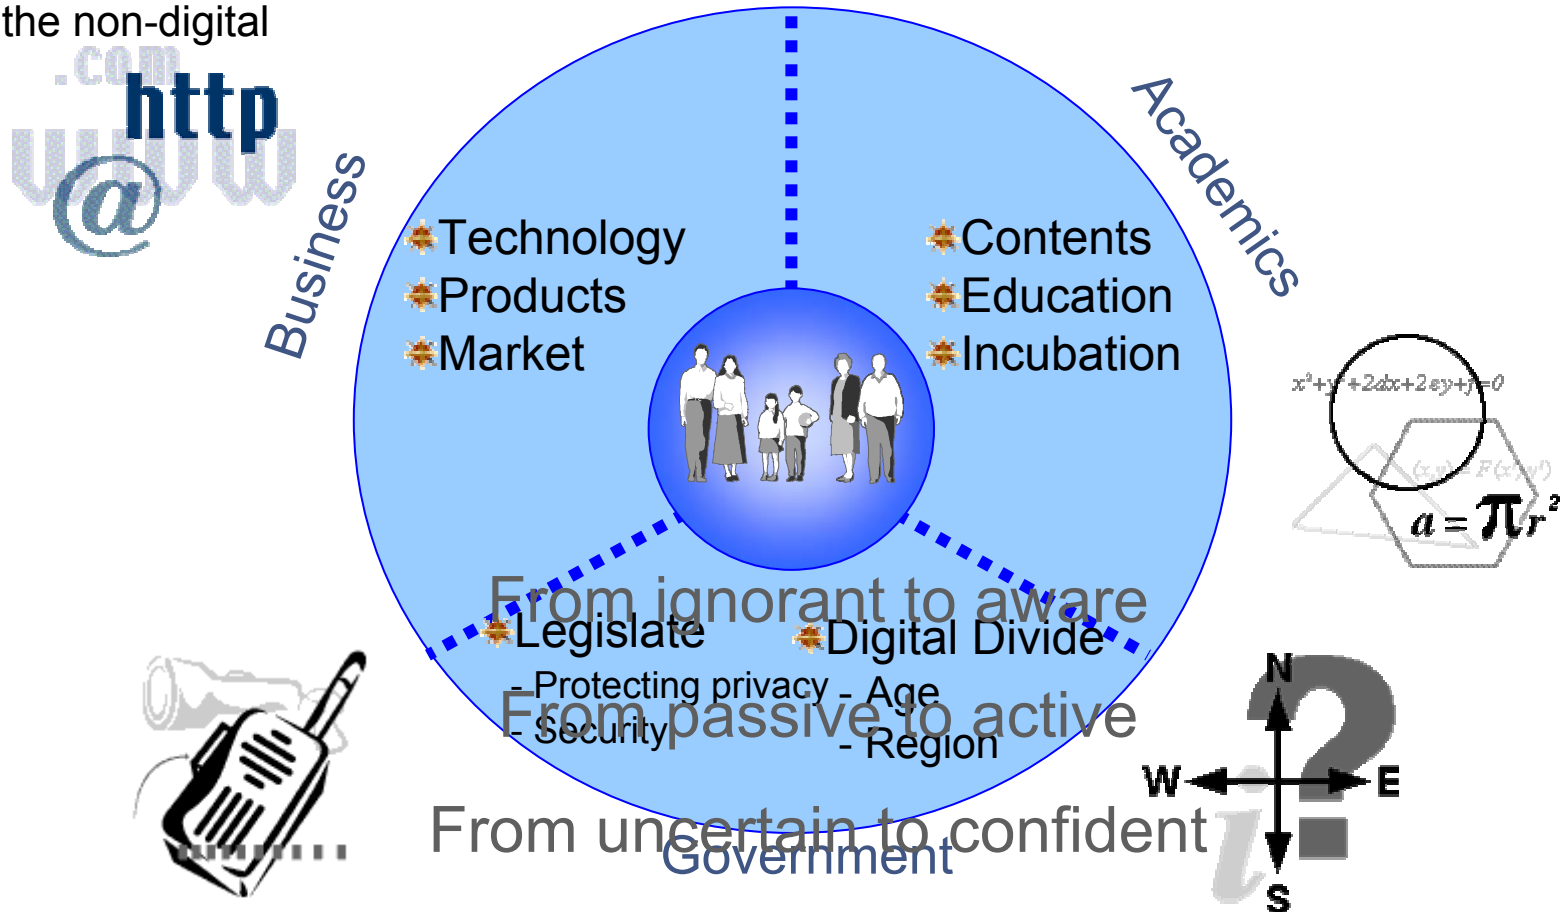 the non-digital
.com
http
www
@
Business
Academics
Technology
Products
Market
Contents
Education
Incubation
x²+y²+2dx+2ey+f=0
a = πr²
From ignorant to aware
Legislate
- Protecting privacy
- Security
Digital Divide
- Age
- Region
From passive to active
From uncertain to confident
Government
N
W
E
S
?
i